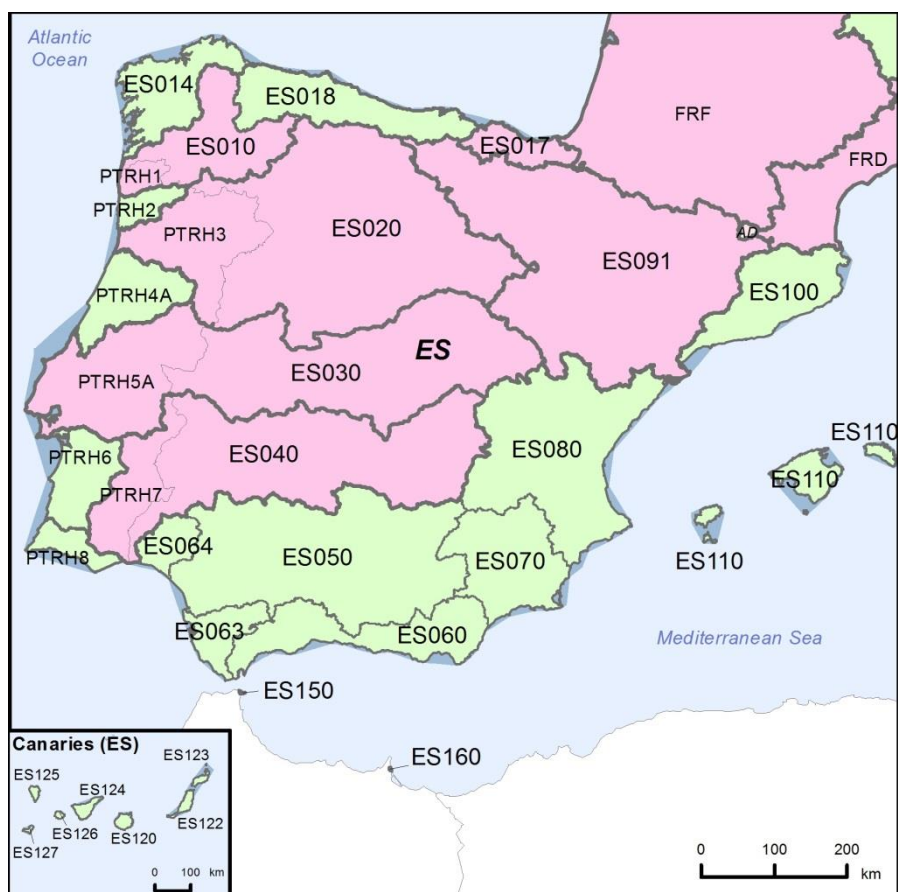 Atlantic
Ocean
ES014
ES018
FRF
ES017
ES010
FRD
PTRH1
PTRH2
PTRH3
ES020
AD
ES091
PTRH4A
ES100
ES
ES030
PTRH5A
ES110
ES080
PTRH6
ES040
ES110
PTRH7
ES064
ES050
ES070
PTRH8
ES110
ES063
ES060
Mediterranean Sea
ES150
Canaries (ES)
ES123
ES160
ES125
ES124
ES126
ES120
ES122
ES127
0 100 km
0 100 200
km